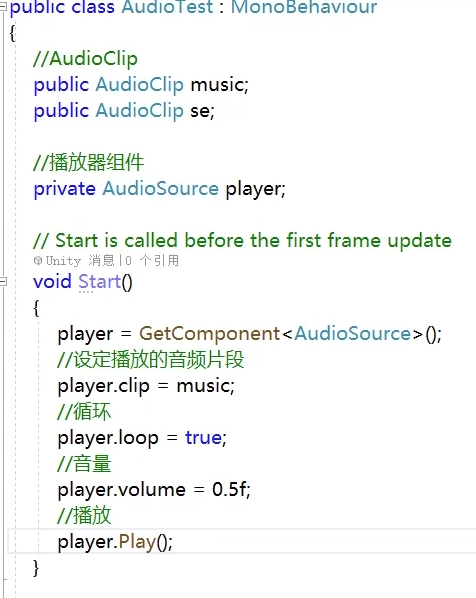 public class AudioTest : MonoBehaviour
{
//AudioClip
public AudioClip music;
public AudioClip se;
//播放器组件
private AudioSource player;
// Start is called before the first frame update
Unity 消息|0 个引用
void Start()
{
player = GetComponent<AudioSource>();
//设定播放的音频片段
player.clip = music;
//循环
player.loop = true;
//音量
player.volume = 0.5f;
//播放
player.Play();
}